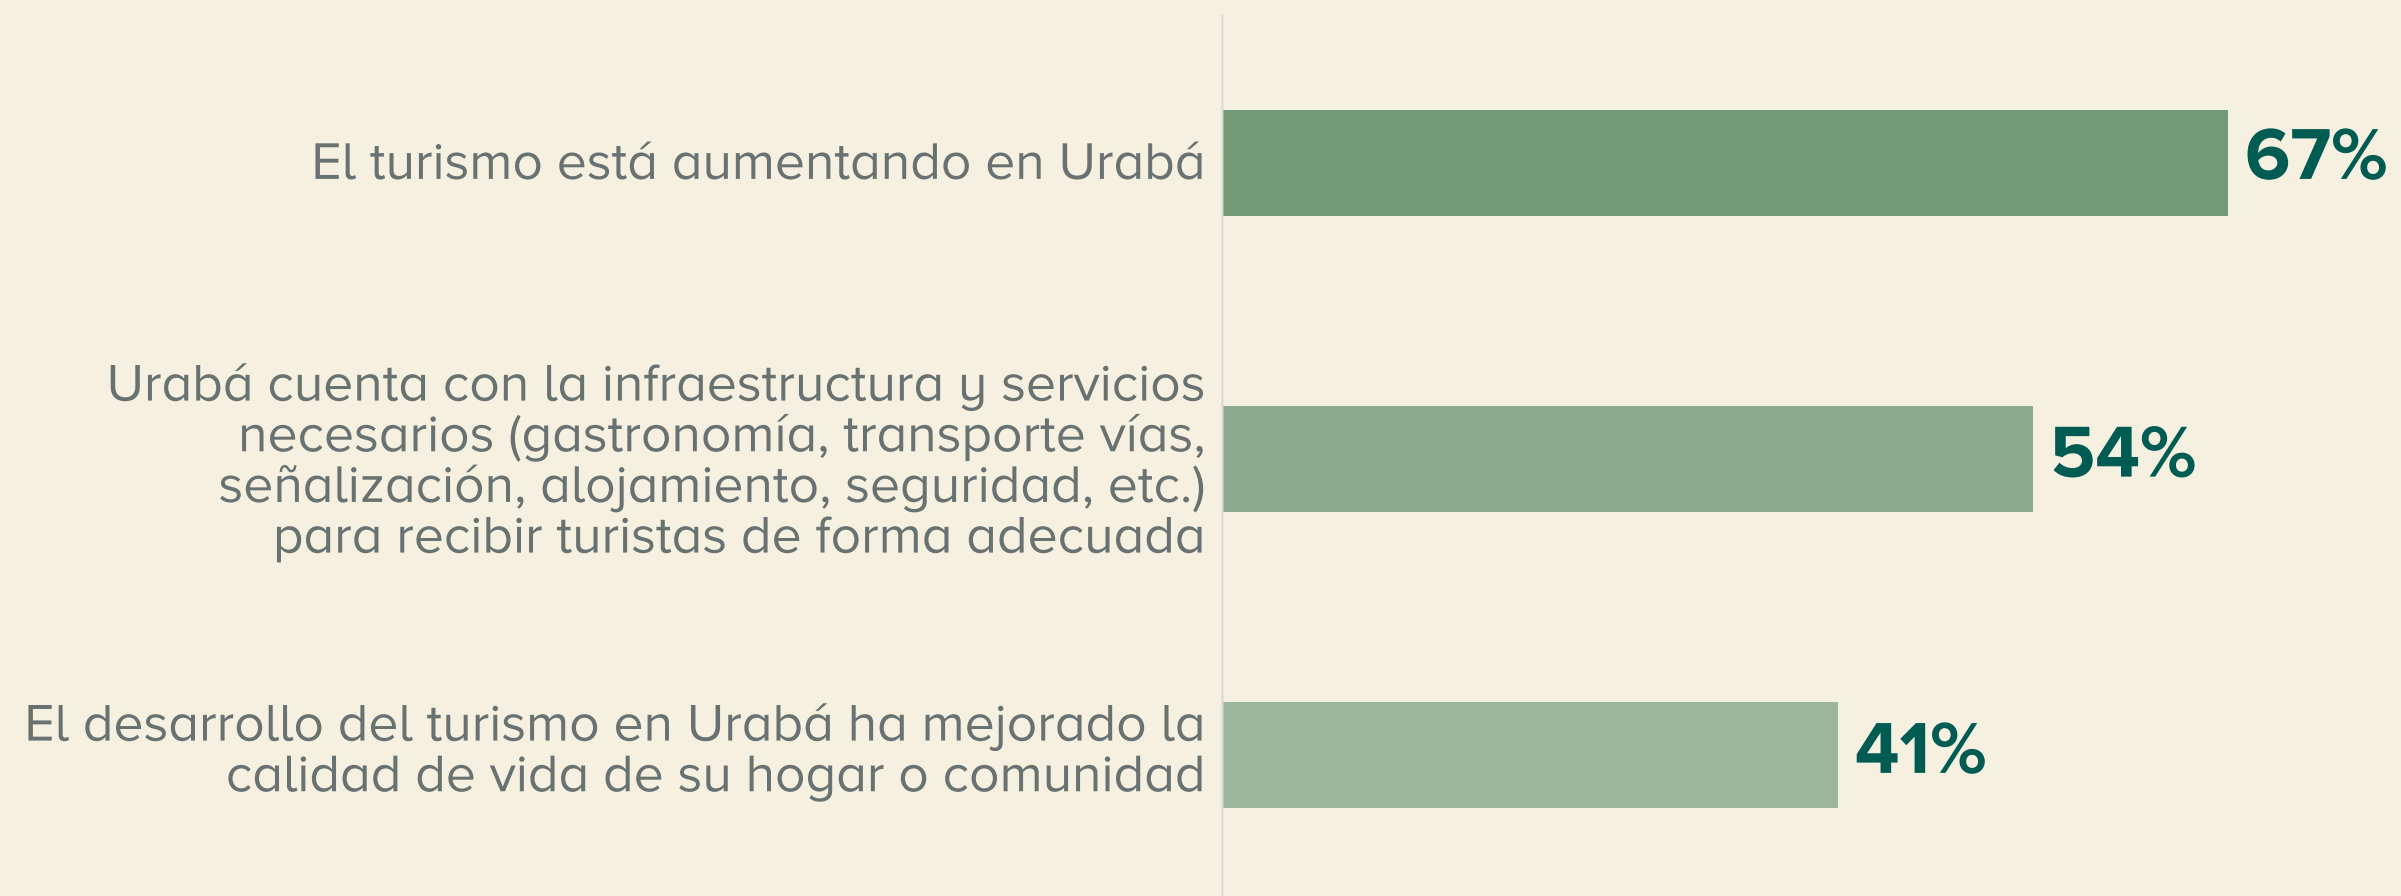 El turismo está aumentando en Urabá
67%
Urabá cuenta con la infraestructura y servicios
necesarios (gastronomía, transporte vías,
señalización, alojamiento, seguridad, etc.)
para recibir turistas de forma adecuada
54%
El desarrollo del turismo en Urabá ha mejorado la
calidad de vida de su hogar o comunidad
41%